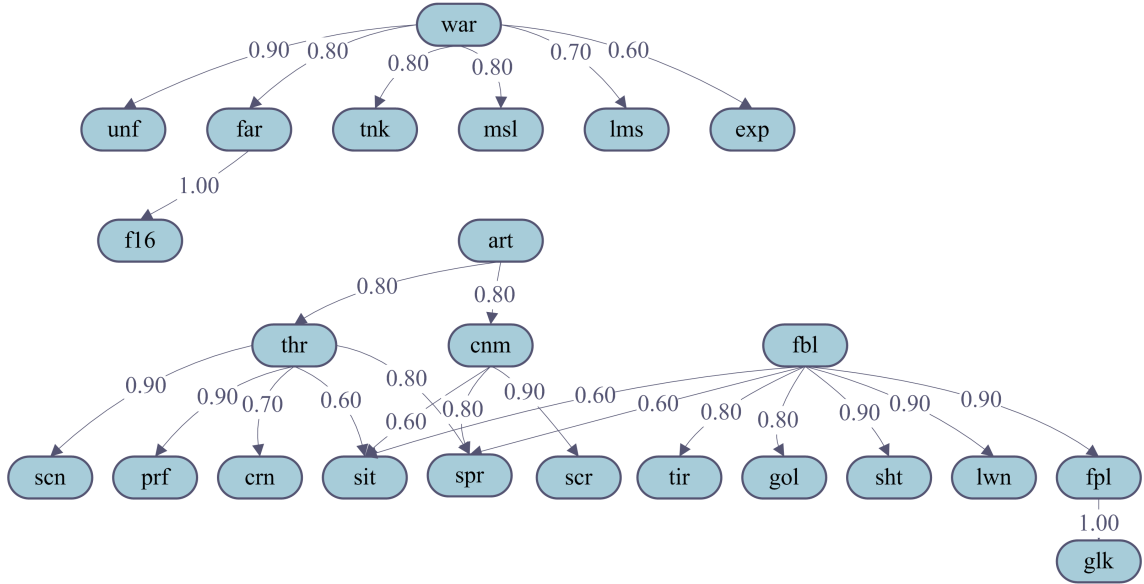 war
0.90 0.80 0.80 0.80 0.70 0.60
unf far tnk msl lms exp
1.00
f16 art
0.80 0.80
thr cnm fbl
0.90 0.90 0.70 0.60 0.80 0.60 0.80 0.90 0.60 0.60 0.80 0.80 0.90 0.90 0.90
scn prf crn sit spr scr tir gol sht lwn fpl
1.00
glk